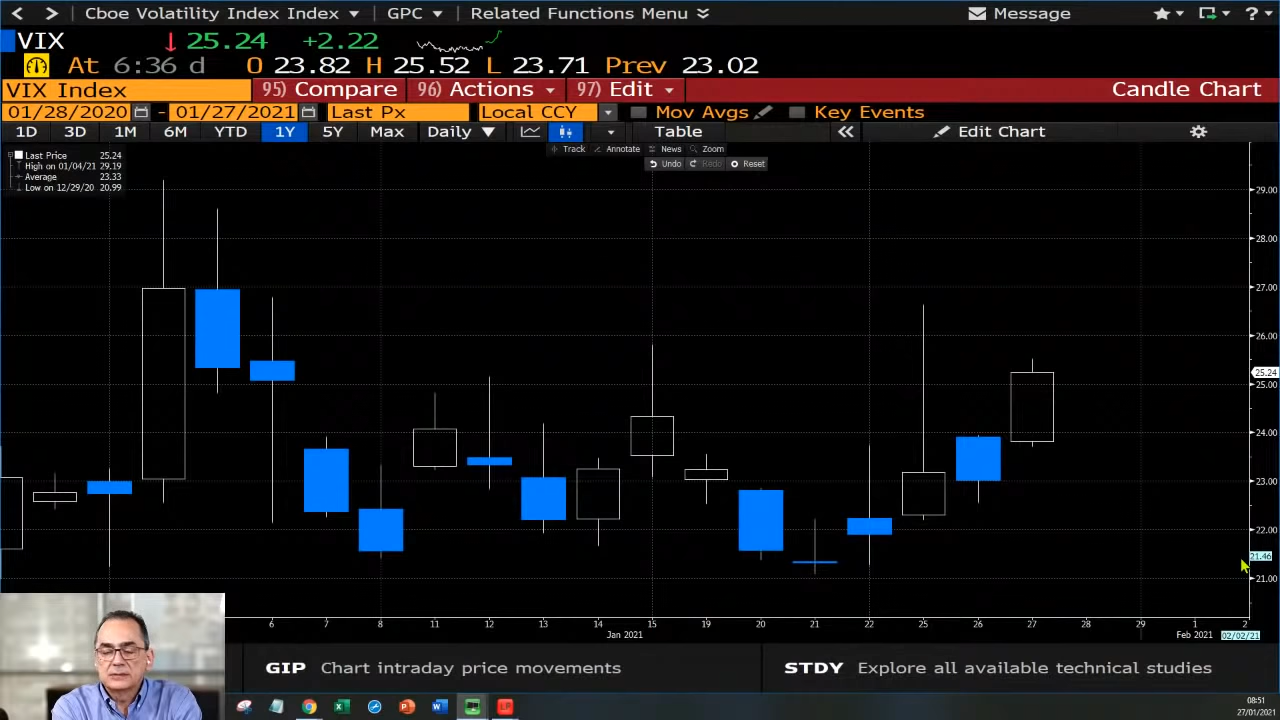 Cboe Volatility Index Index GPC Related Functions Menu Message ?
VIX 25.24 +2.22
At 6:36 d O 23.82 H 25.52 L 23.71 Prev 23.02
VIX Index 95) Compare 96) Actions 97) Edit Candle Chart
01/28/2020 - 01/27/2021 Last Px Local CCY Mov Avgs Key Events
1D 3D 1M 6M YTD 1Y 5Y Max Daily Table Edit Chart
Track Annotate News Zoom
Undo Redo Reset
Last Price 25.24
High on 01/04/21 29.19
Average 23.33
Low on 12/29/20 20.99
29.00
28.00
27.00
26.00
25.24
25.00
24.00
23.00
22.00
21.46
21.00
6 7 8 11 12 13 14 15 19 20 21 22 25 26 27 28 1 2
Jan 2021 Feb 2021 02/02/21
GIP Chart intraday price movements STDY Explore all available technical studies
08:51
27/01/2021